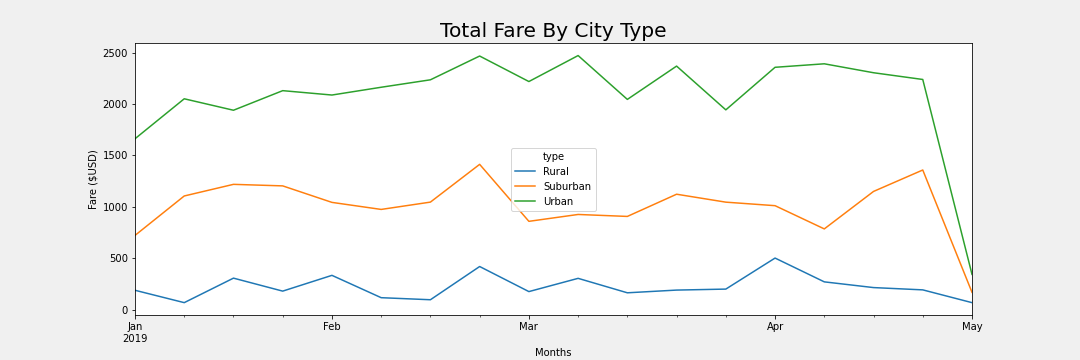 Total Fare By City Type
Fare ($USD)
2500
2000
1500
1000
500
0
type
Rural
Suburban
Urban
Jan
2019
Feb
Mar
Apr
May
Months